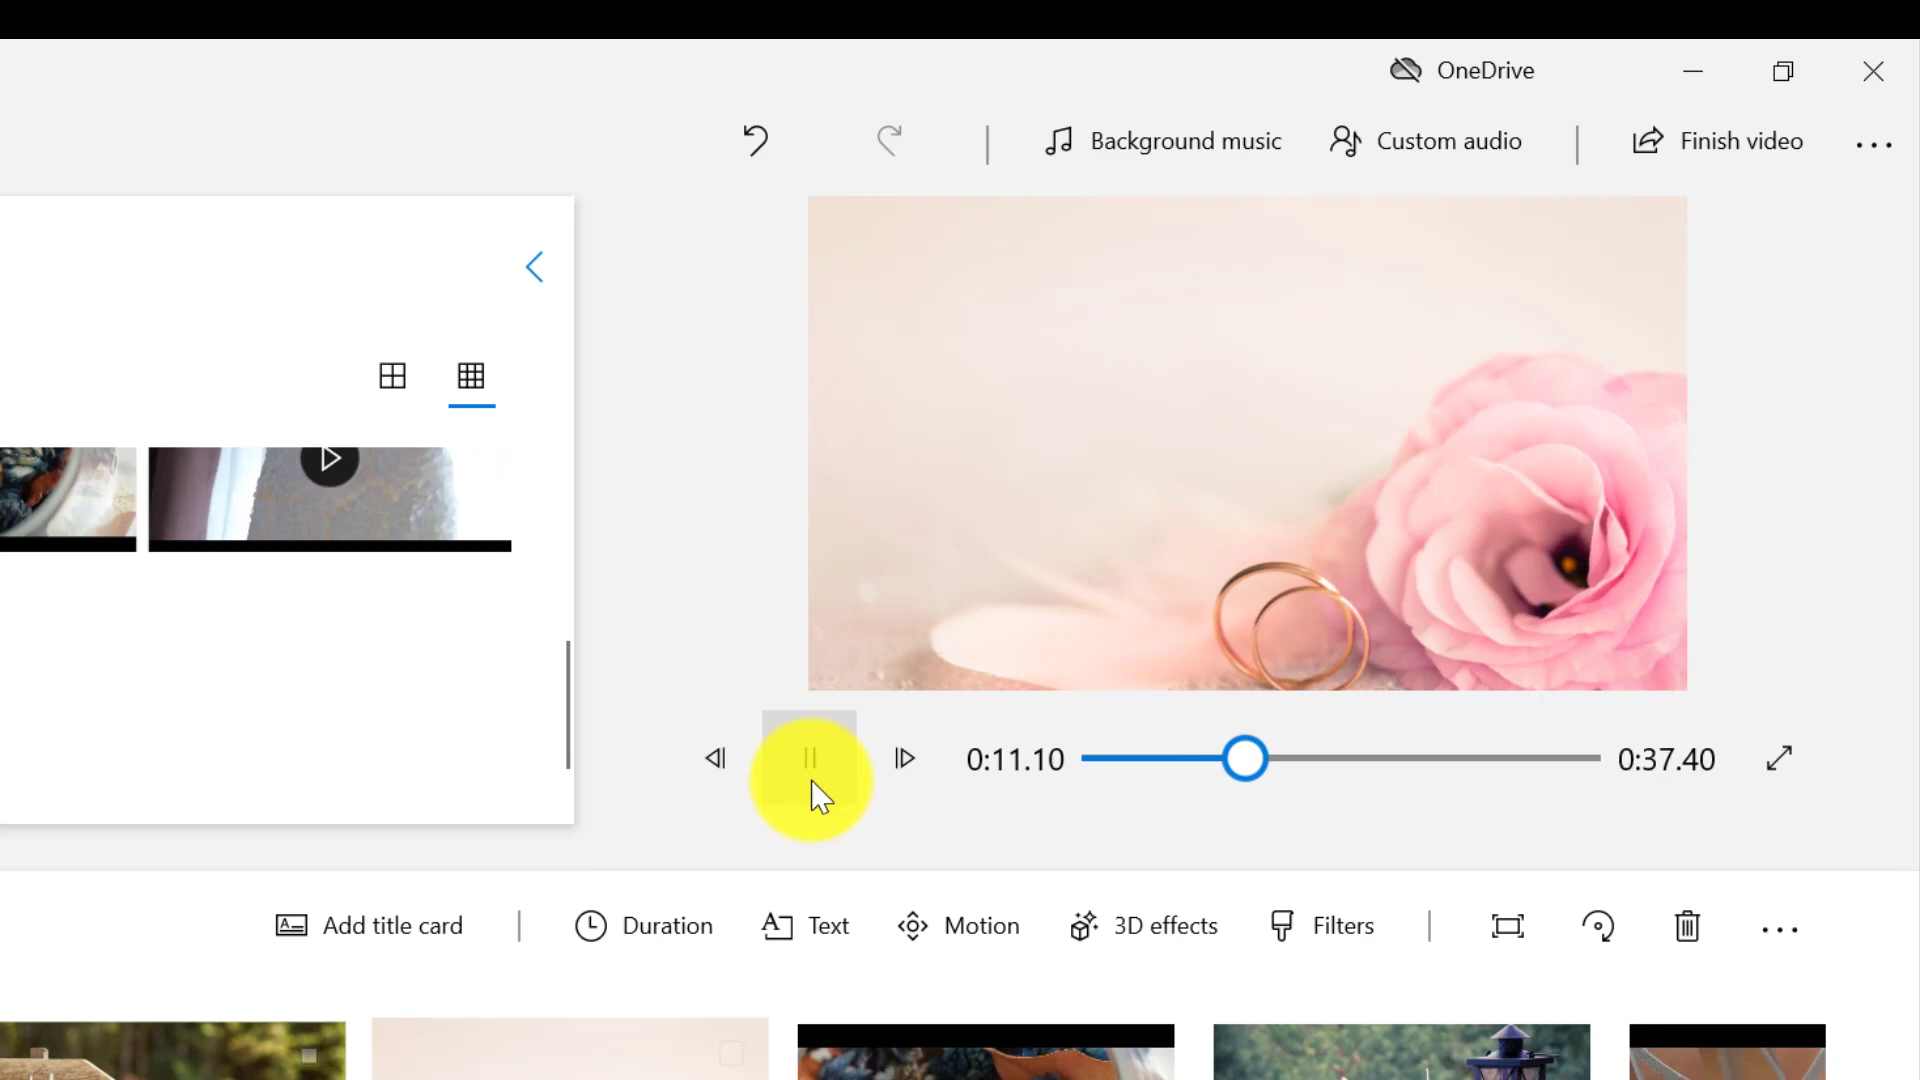 OneDrive
Background music
Custom audio
Finish video
0:11.10
0:37.40
Add title card
Duration
Text
Motion
3D effects
Filters